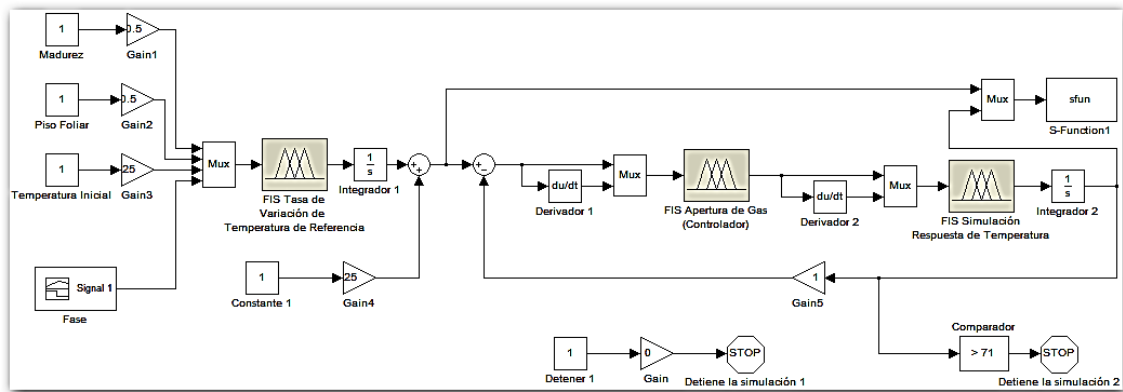 1
Madurez
0.5
Gain1
1
Piso Foliar
0.5
Gain2
1
Temperatura Inicial
25
Gain3
Signal 1
Fase
Mux
FIS Tasa de
Variación de
Temperatura de Referencia
1
s
Integrador 1
+
+
1
Constante 1
25
Gain4
+
−
du/dt
Derivador 1
Mux
FIS Apertura de Gas
(Controlador)
du/dt
Derivador 2
Mux
FIS Simulación
Respuesta de Temperatura
1
s
Integrador 2
Mux
sfun
S-Function1
1
Gain5
1
Detener 1
0
Gain
STOP
Detiene la simulación 1
Comparador
> 71
STOP
Detiene la simulación 2